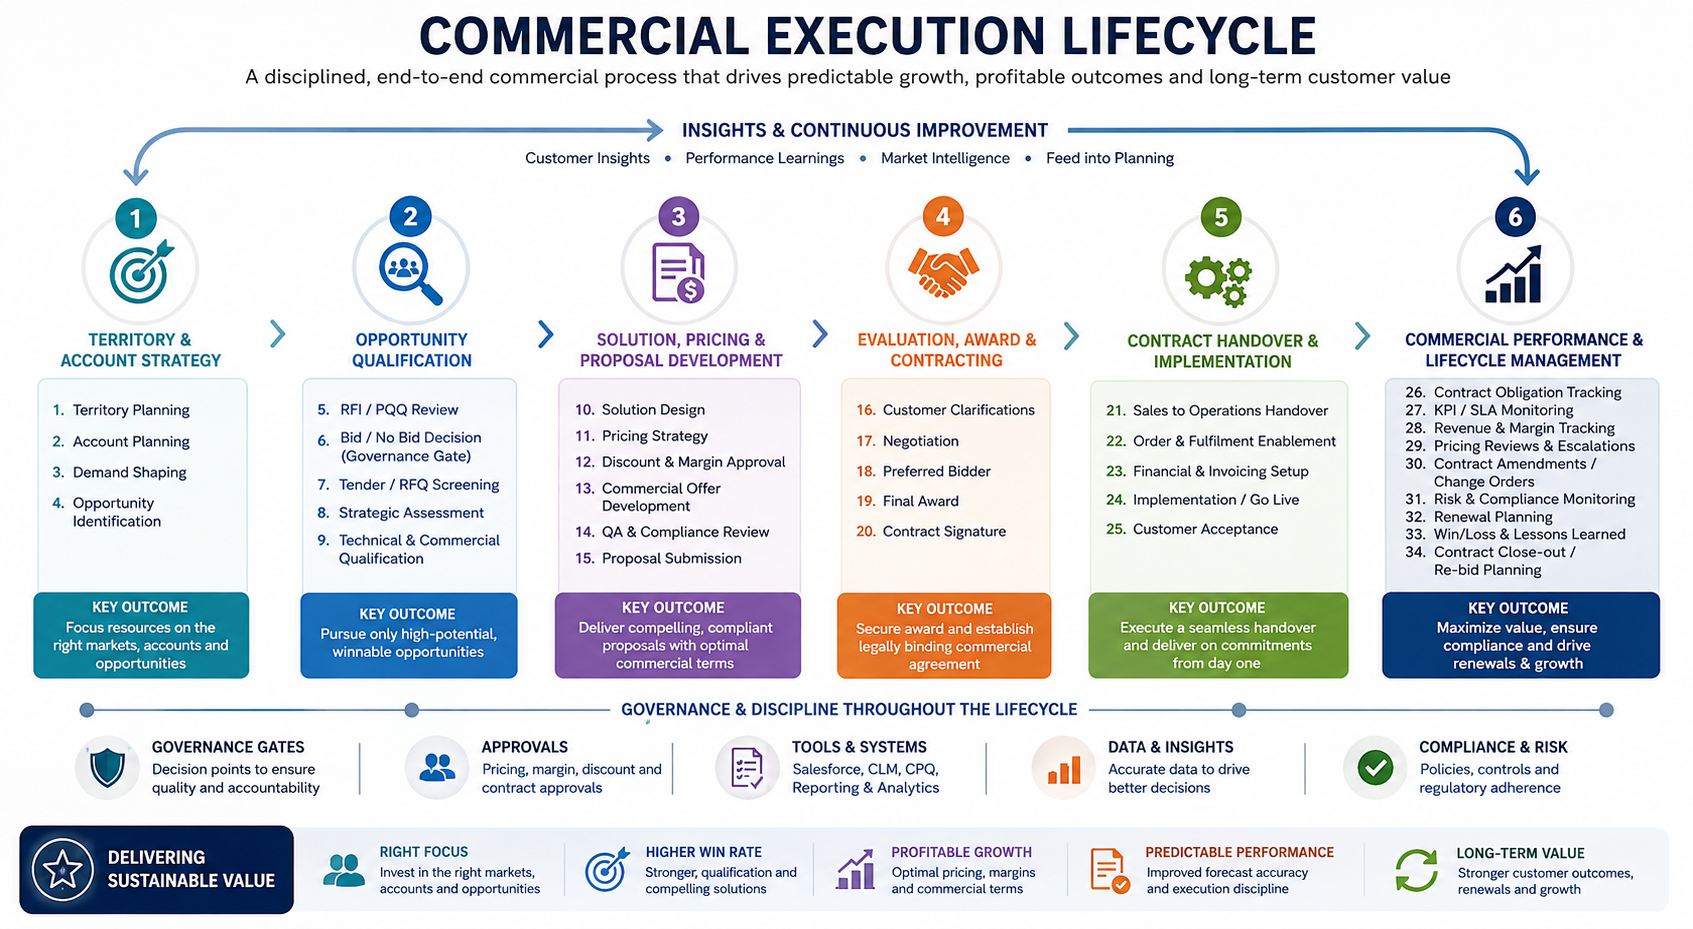 COMMERCIAL EXECUTION LIFECYCLE
A disciplined, end-to-end commercial process that drives predictable growth, profitable outcomes and long-term customer value
INSIGHTS & CONTINUOUS IMPROVEMENT
Customer Insights • Performance Learnings • Market Intelligence • Feed into Planning
1
TERRITORY &
ACCOUNT STRATEGY
1. Territory Planning
2. Account Planning
3. Demand Shaping
4. Opportunity
Identification
KEY OUTCOME
Focus resources on the
right markets, accounts and
opportunities
2
OPPORTUNITY
QUALIFICATION
5. RFI / PQQ Review
6. Bid / No Bid Decision
(Governance Gate)
7. Tender / RFQ Screening
8. Strategic Assessment
9. Technical & Commercial
Qualification
KEY OUTCOME
Pursue only high-potential,
winnable opportunities
3
SOLUTION, PRICING &
PROPOSAL DEVELOPMENT
10. Solution Design
11. Pricing Strategy
12. Discount & Margin Approval
13. Commercial Offer
Development
14. QA & Compliance Review
15. Proposal Submission
KEY OUTCOME
Deliver compelling, compliant
proposals with optimal
commercial terms
4
EVALUATION, AWARD &
CONTRACTING
16. Customer Clarifications
17. Negotiation
18. Preferred Bidder
19. Final Award
20. Contract Signature
KEY OUTCOME
Secure award and establish
legally binding commercial
agreement
5
CONTRACT HANDOVER &
IMPLEMENTATION
21. Sales to Operations Handover
22. Order & Fulfilment Enablement
23. Financial & Invoicing Setup
24. Implementation / Go Live
25. Customer Acceptance
KEY OUTCOME
Execute a seamless handover
and deliver on commitments
from day one
6
COMMERCIAL PERFORMANCE &
LIFECYCLE MANAGEMENT
26. Contract Obligation Tracking
27. KPI / SLA Monitoring
28. Revenue & Margin Tracking
29. Pricing Reviews & Escalations
30. Contract Amendments /
Change Orders
31. Risk & Compliance Monitoring
32. Renewal Planning
33. Win/Loss & Lessons Learned
34. Contract Close-out /
Re-bid Planning
KEY OUTCOME
Maximize value, ensure
compliance and drive
renewals & growth
GOVERNANCE & DISCIPLINE THROUGHOUT THE LIFECYCLE
GOVERNANCE GATES
Decision points to ensure
quality and accountability
APPROVALS
Pricing, margin, discount and
contract approvals
TOOLS & SYSTEMS
Salesforce, CLM, CPQ,
Reporting & Analytics
DATA & INSIGHTS
Accurate data to drive
better decisions
COMPLIANCE & RISK
Policies, controls and
regulatory adherence
DELIVERING
SUSTAINABLE VALUE
RIGHT FOCUS
Invest in the right markets,
accounts and opportunities
HIGHER WIN RATE
Stronger, qualification and
compelling solutions
PROFITABLE GROWTH
Optimal pricing, margins
and commercial terms
PREDICTABLE PERFORMANCE
Improved forecast accuracy
and execution discipline
LONG-TERM VALUE
Stronger customer outcomes,
renewals and growth